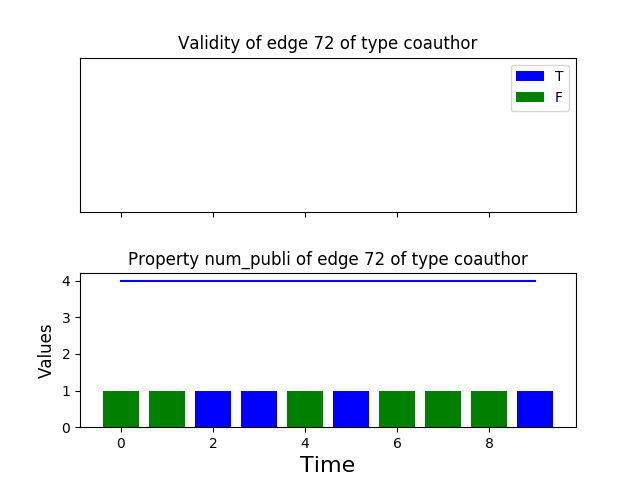 Validity of edge 72 of type coauthor
T
F
Property num_publi of edge 72 of type coauthor
4
3
2
1
0
Values
0 2 4 6 8
Time